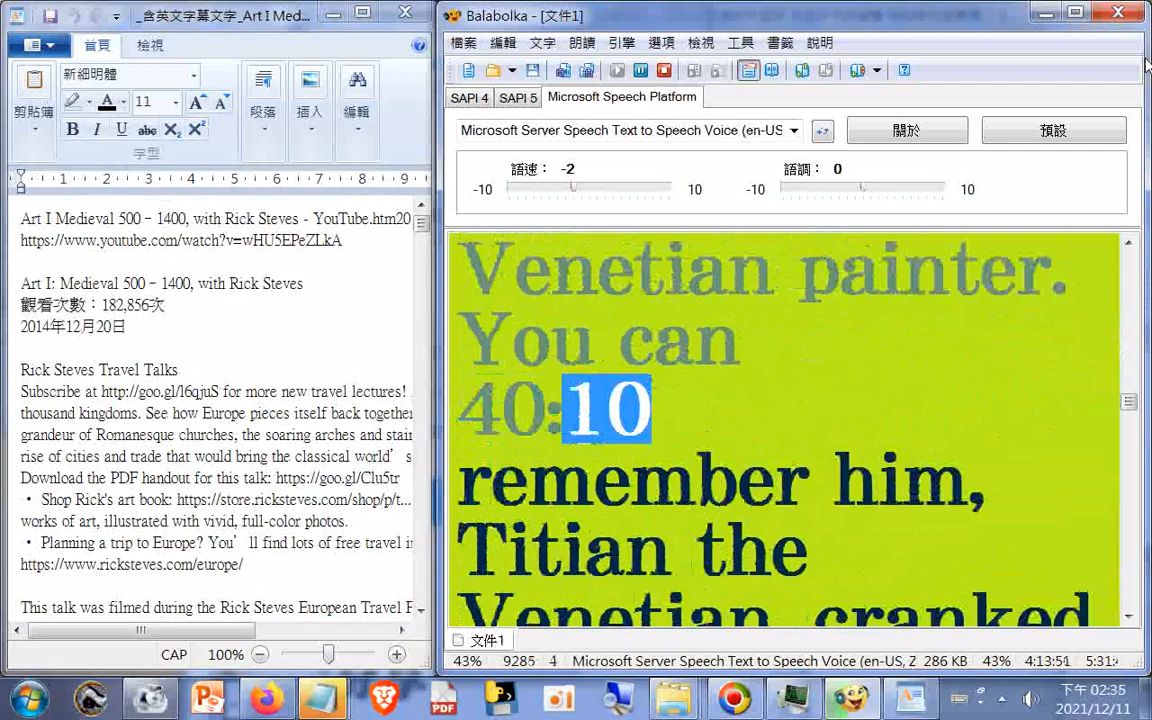 _含英文字幕文字_Art I Med...
首頁
檢視
新細明體
11
剪貼簿
段落
插入
編輯
字型
1 2 3 4 5 6 7 8 9
Art I Medieval 500–1400, with Rick Steves - YouTube.htm20
https://www.youtube.com/watch?v=wHU5EPeZLkA
Art I: Medieval 500–1400, with Rick Steves
觀看次數：182,856次
2014年12月20日
Rick Steves Travel Talks
Subscribe at http://goo.gl/l6qjuS for more new travel lectures!
thousand kingdoms. See how Europe pieces itself back together
grandeur of Romanesque churches, the soaring arches and stain
rise of cities and trade that would bring the classical world’s
Download the PDF handout for this talk: https://goo.gl/Clu5tr
• Shop Rick's art book: https://store.ricksteves.com/shop/p/t...
works of art, illustrated with vivid, full-color photos.
• Planning a trip to Europe? You’ll find lots of free travel i
https://www.ricksteves.com/europe/
This talk was filmed during the Rick Steves European Travel F
CAP 100%
Balabolka - [文件1]
檔案 編輯 文字 朗讀 引擎 選項 檢視 工具 書籤 說明
SAPI 4 SAPI 5 Microsoft Speech Platform
Microsoft Server Speech Text to Speech Voice (en-US
關於
預設
語速： -2
語調： 0
-10 10 -10 10
Venetian painter.
You can
40:10
remember him,
Titian the
Venetian, cranked
文件1
43% 9285 4 Microsoft Server Speech Text to Speech Voice (en-US, Z 286 KB 43% 4:13:51 5:31:
PDF
下午 02:35
2021/12/11